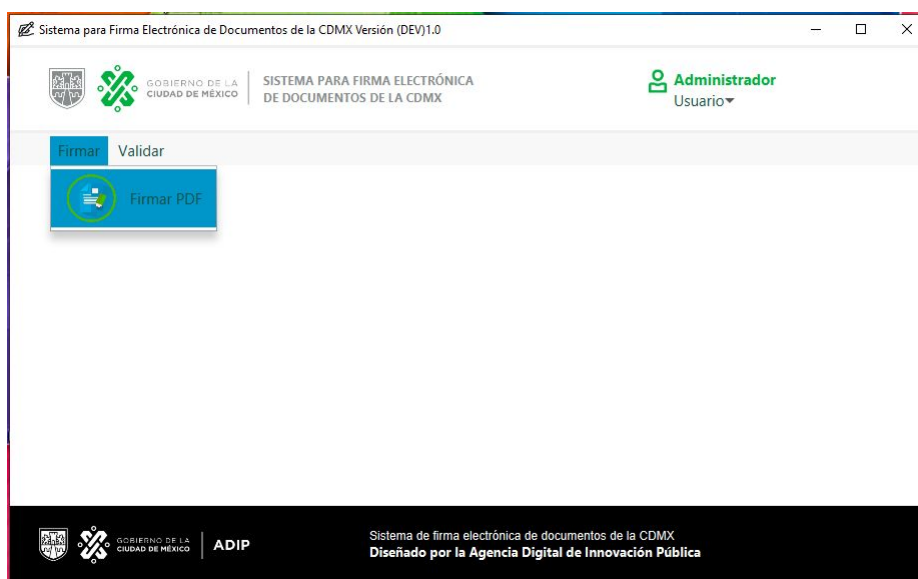 Sistema para Firma Electrónica de Documentos de la CDMX Versión (DEV)1.0
GOBIERNO DE LA
CIUDAD DE MÉXICO
SISTEMA PARA FIRMA ELECTRÓNICA
DE DOCUMENTOS DE LA CDMX
Administrador
Usuario
Firmar Validar
Firmar PDF
GOBIERNO DE LA
CIUDAD DE MÉXICO
ADIP
Sistema de firma electrónica de documentos de la CDMX
Diseñado por la Agencia Digital de Innovación Pública